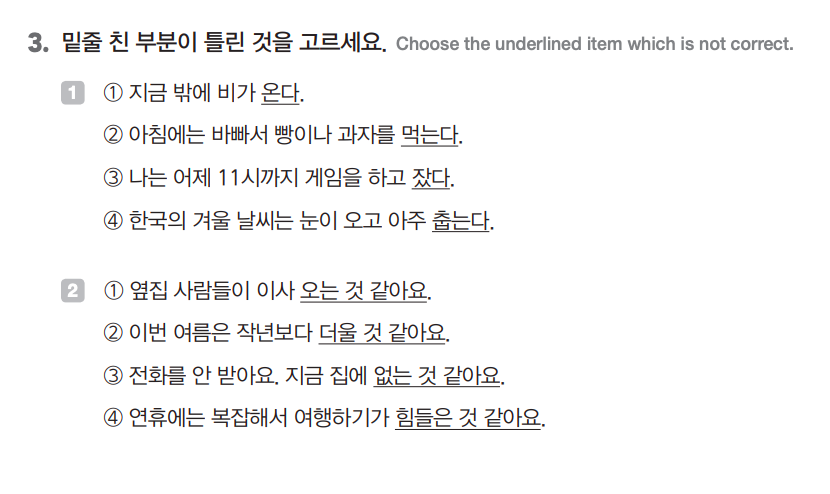 3. 밑줄 친 부분이 틀린 것을 고르세요. Choose the underlined item which is not correct.
1 ① 지금 밖에 비가 온다.
② 아침에는 바빠서 빵이나 과자를 먹는다.
③ 나는 어제 11시까지 게임을 하고 잤다.
④ 한국의 겨울 날씨는 눈이 오고 아주 춥는다.
2 ① 옆집 사람들이 이사 오는 것 같아요.
② 이번 여름은 작년보다 더울 것 같아요.
③ 전화를 안 받아요. 지금 집에 없는 것 같아요.
④ 연휴에는 복잡해서 여행하기가 힘들은 것 같아요.